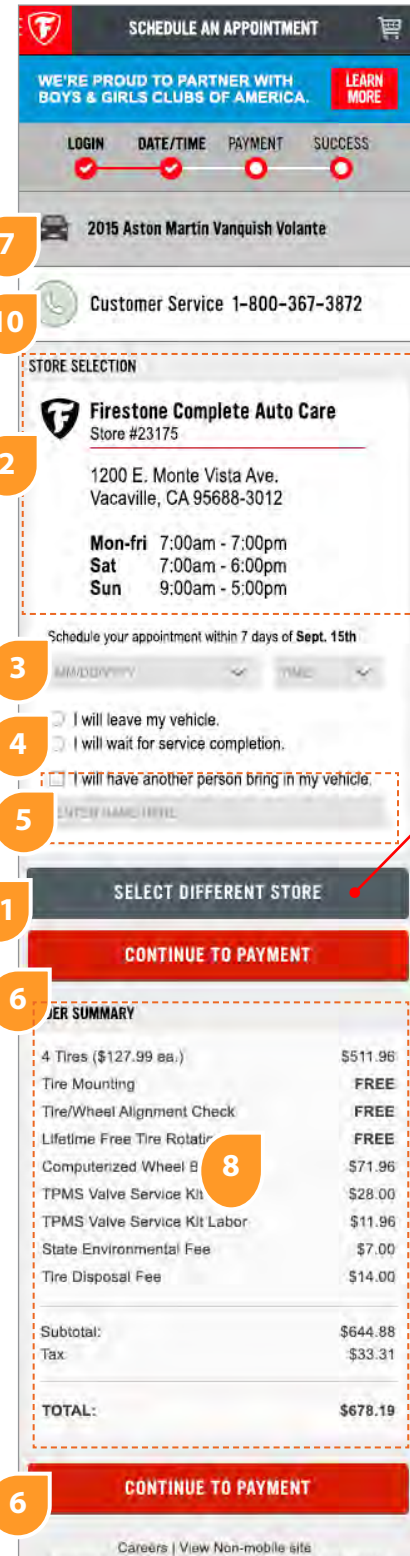 SCHEDULE AN APPOINTMENT
WE'RE PROUD TO PARTNER WITH
BOYS & GIRLS CLUBS OF AMERICA.
LEARN
MORE
LOGIN DATE/TIME PAYMENT SUCCESS
7
2015 Aston Martin Vanquish Volante
10
Customer Service 1-800-367-3872
STORE SELECTION
2
Firestone Complete Auto Care
Store #23175
1200 E. Monte Vista Ave.
Vacaville, CA 95688-3012
Mon-fri 7:00am - 7:00pm
Sat 7:00am - 6:00pm
Sun 9:00am - 5:00pm
Schedule your appointment within 7 days of Sept. 15th
3
MM/DD/YYYY TIME
4
I will leave my vehicle.
I will wait for service completion.
5
I will have another person bring in my vehicle.
ENTER NAME HERE
1
SELECT DIFFERENT STORE
CONTINUE TO PAYMENT
6
DER SUMMARY
4 Tires ($127.99 ea.) $511.96
Tire Mounting FREE
Tire/Wheel Alignment Check FREE
Lifetime Free Tire Rotatio FREE
8
Computerized Wheel B $71.96
TPMS Valve Service Kit $28.00
TPMS Valve Service Kit Labor $11.96
State Environmental Fee $7.00
Tire Disposal Fee $14.00
Subtotal: $644.88
Tax $33.31
TOTAL: $678.19
6
CONTINUE TO PAYMENT
Careers | View Non-mobile site